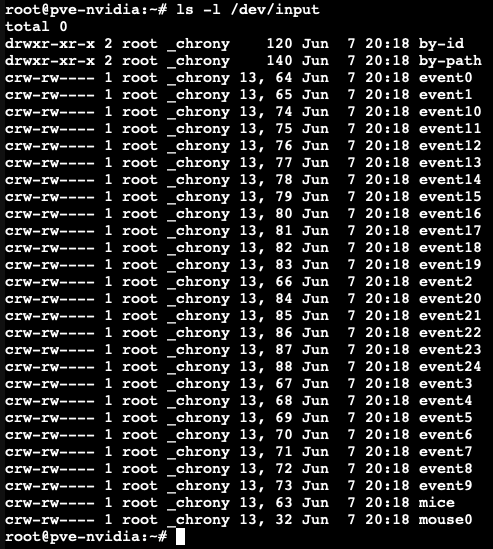 root@pve-nvidia:~# ls -l /dev/input
total 0
drwxr-xr-x 2 root _chrony     120 Jun  7 20:18 by-id
drwxr-xr-x 2 root _chrony     140 Jun  7 20:18 by-path
crw-rw---- 1 root _chrony 13, 64 Jun  7 20:18 event0
crw-rw---- 1 root _chrony 13, 65 Jun  7 20:18 event1
crw-rw---- 1 root _chrony 13, 74 Jun  7 20:18 event10
crw-rw---- 1 root _chrony 13, 75 Jun  7 20:18 event11
crw-rw---- 1 root _chrony 13, 76 Jun  7 20:18 event12
crw-rw---- 1 root _chrony 13, 77 Jun  7 20:18 event13
crw-rw---- 1 root _chrony 13, 78 Jun  7 20:18 event14
crw-rw---- 1 root _chrony 13, 79 Jun  7 20:18 event15
crw-rw---- 1 root _chrony 13, 80 Jun  7 20:18 event16
crw-rw---- 1 root _chrony 13, 81 Jun  7 20:18 event17
crw-rw---- 1 root _chrony 13, 82 Jun  7 20:18 event18
crw-rw---- 1 root _chrony 13, 83 Jun  7 20:18 event19
crw-rw---- 1 root _chrony 13, 66 Jun  7 20:18 event2
crw-rw---- 1 root _chrony 13, 84 Jun  7 20:18 event20
crw-rw---- 1 root _chrony 13, 85 Jun  7 20:18 event21
crw-rw---- 1 root _chrony 13, 86 Jun  7 20:18 event22
crw-rw---- 1 root _chrony 13, 87 Jun  7 20:18 event23
crw-rw---- 1 root _chrony 13, 88 Jun  7 20:18 event24
crw-rw---- 1 root _chrony 13, 67 Jun  7 20:18 event3
crw-rw---- 1 root _chrony 13, 68 Jun  7 20:18 event4
crw-rw---- 1 root _chrony 13, 69 Jun  7 20:18 event5
crw-rw---- 1 root _chrony 13, 70 Jun  7 20:18 event6
crw-rw---- 1 root _chrony 13, 71 Jun  7 20:18 event7
crw-rw---- 1 root _chrony 13, 72 Jun  7 20:18 event8
crw-rw---- 1 root _chrony 13, 73 Jun  7 20:18 event9
crw-rw---- 1 root _chrony 13, 63 Jun  7 20:18 mice
crw-rw---- 1 root _chrony 13, 32 Jun  7 20:18 mouse0
root@pve-nvidia:~#